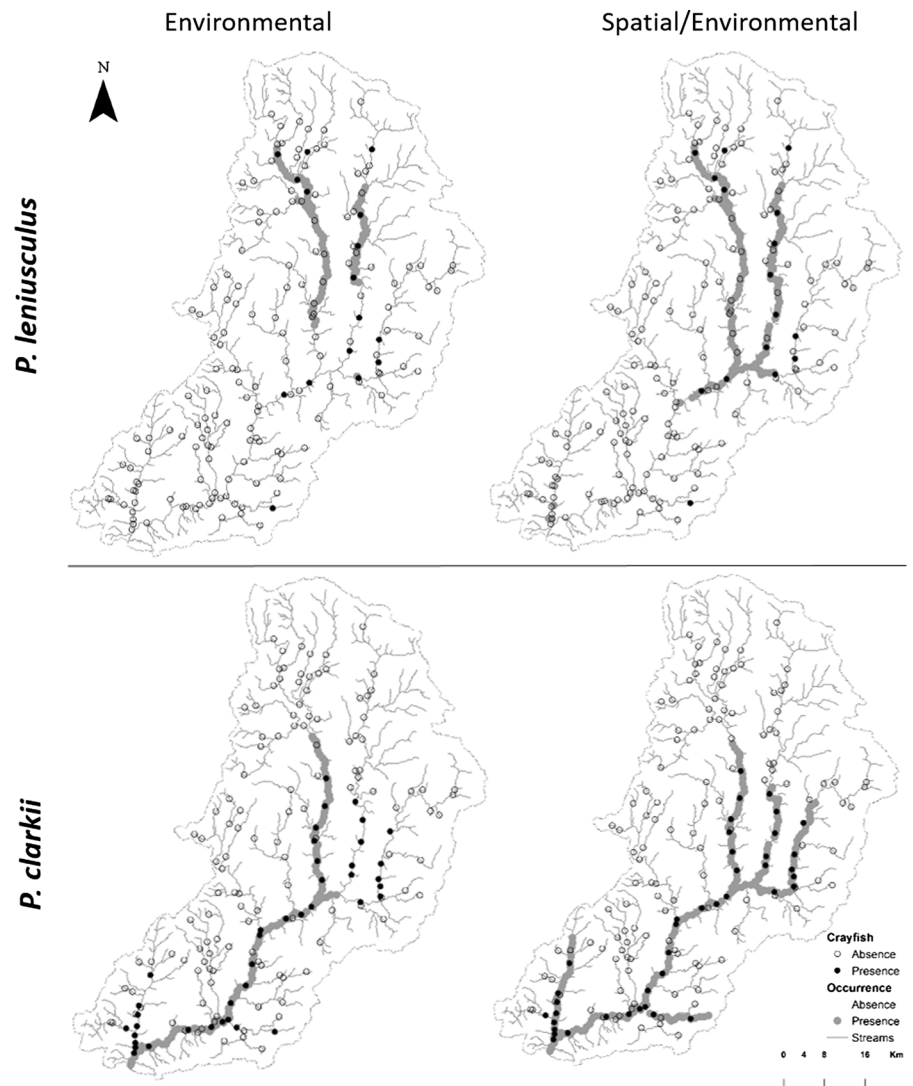 Environmental
Spatial/Environmental
N
P. leniusculus
P. clarkii
Crayfish
Absence
Presence
Occurrence
Absence
Presence
Streams
0 4 8 16 Km